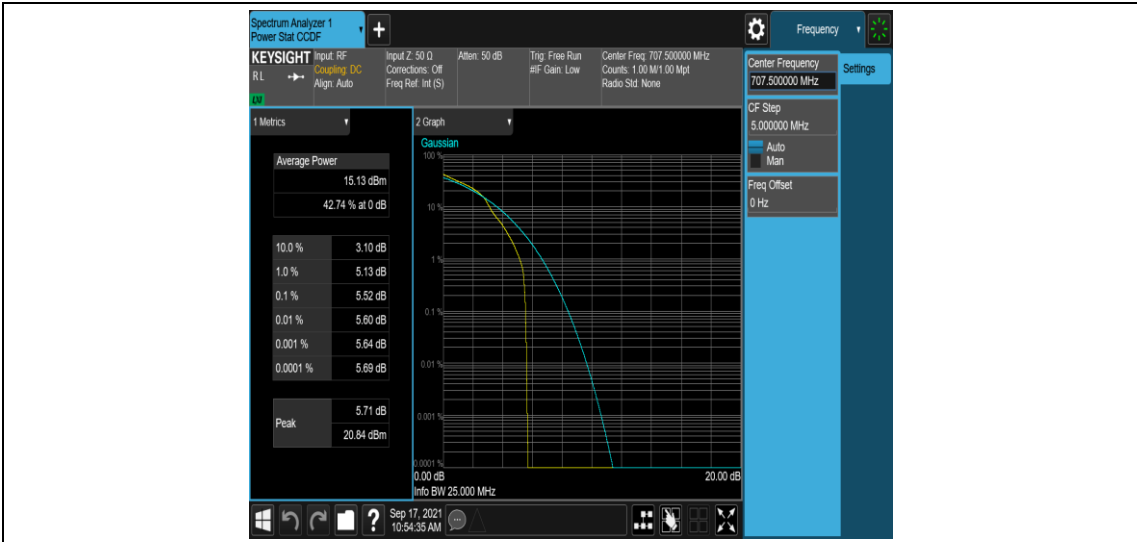 Spectrum Analyzer 1
Power Stat CCDF
+
Frequency
KEYSIGHT
R L
LXI
Input: RF
Coupling: DC
Align: Auto
Input Z: 50 Ω
Corrections: Off
Freq Ref: Int (S)
Atten: 50 dB
Trig: Free Run
#IF Gain: Low
Center Freq: 707.500000 MHz
Counts: 1.00 M/1.00 Mpt
Radio Std: None
Center Frequency
707.500000 MHz
Settings
CF Step
5.000000 MHz
Auto
Man
Freq Offset
0 Hz
1 Metrics
Average Power
15.13 dBm
42.74 % at 0 dB
10.0 % 3.10 dB
1.0 % 5.13 dB
0.1 % 5.52 dB
0.01 % 5.60 dB
0.001 % 5.64 dB
0.0001 % 5.69 dB
Peak
5.71 dB
20.84 dBm
2 Graph
Gaussian
100 %
10 %
1 %
0.1 %
0.01 %
0.001 %
0.0001 %
0.00 dB 20.00 dB
Info BW 25.000 MHz
?
Sep 17, 2021
10:54:35 AM